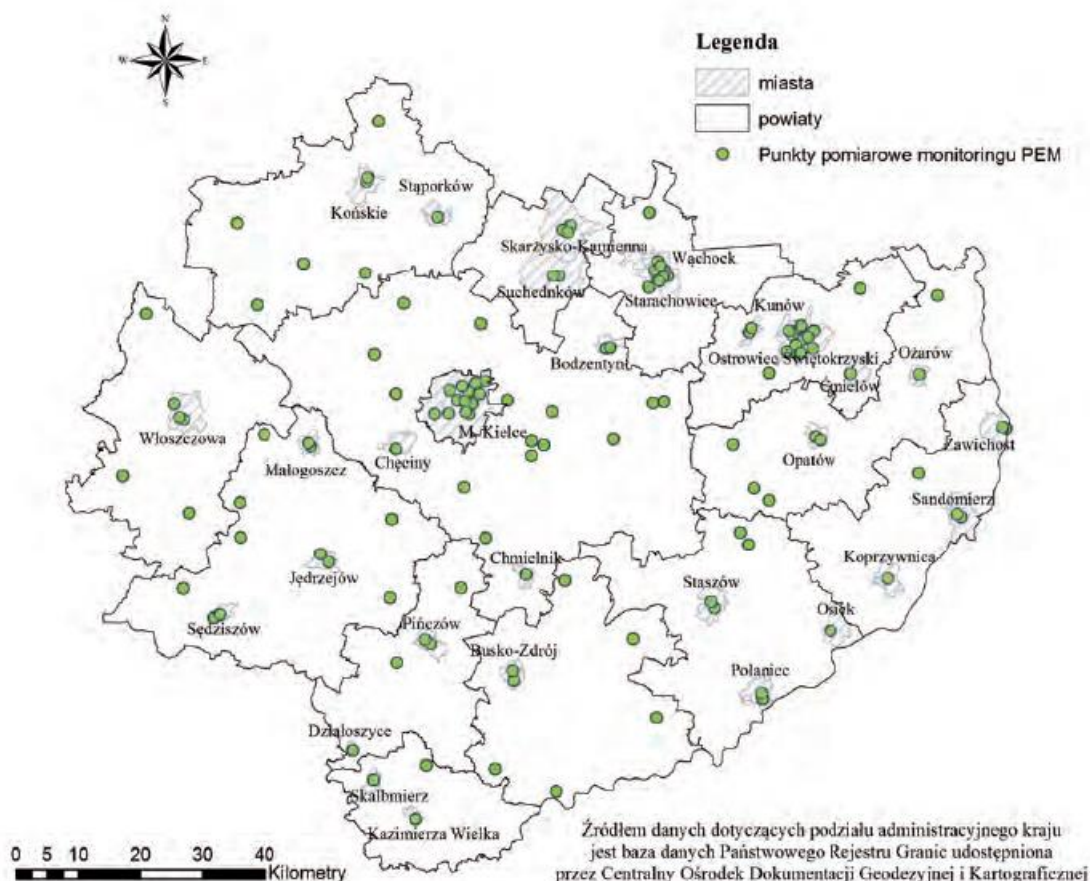 N
W E
S
Legenda
miasta
powiaty
Punkty pomiarowe monitoringu PEM
Stąporków
Końskie
Skarżysko-Kamienna
Wąchock
Suchedniów
Starachowice
Kunów
Bodzentyn
Ostrowiec Świętokrzyski
Ożarów
Ćmielów
Włoszczowa
M. Kielce
Małogoszcz
Chęciny
Opatów
Zawichost
Sandomierz
Chmielnik
Koprzywnica
Jędrzejów
Staszów
Osiek
Sędziszów
Pińczów
Busko-Zdrój
Połaniec
Działoszyce
Skalbmierz
Kazimierza Wielka
0 5 10 20 30 40
Kilometry
Źródłem danych dotyczących podziału administracyjnego kraju
jest baza danych Państwowego Rejestru Granic udostępniona
przez Centralny Ośrodek Dokumentacji Geodezyjnej i Kartograficznej